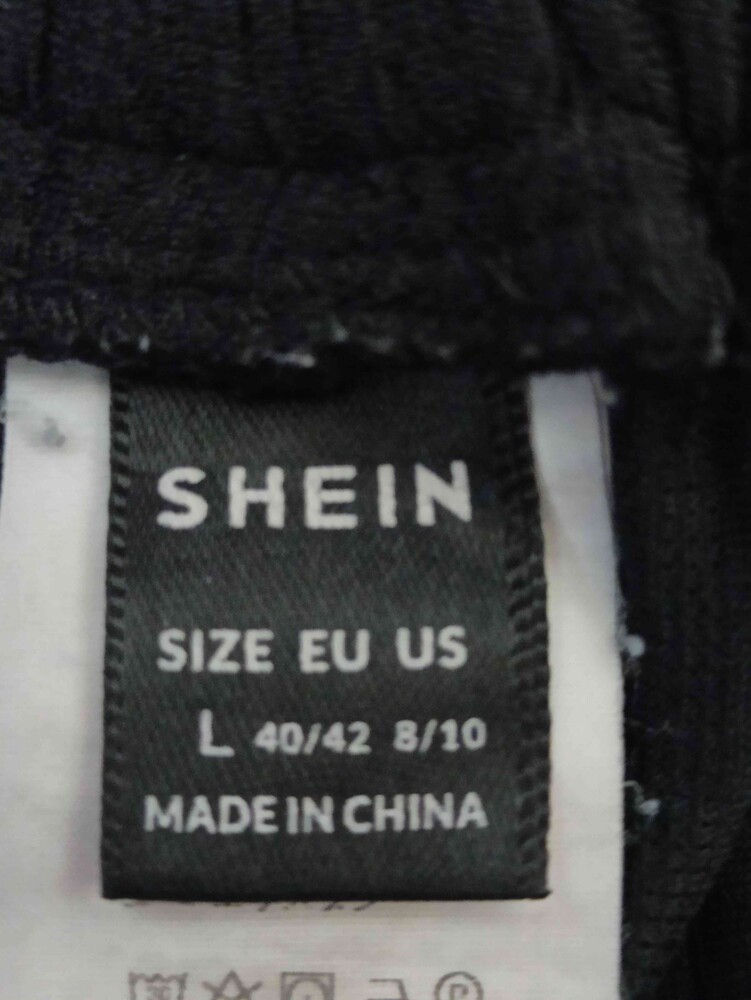 SHEIN
SIZE EU US
L 40/42 8/10
MADE IN CHINA